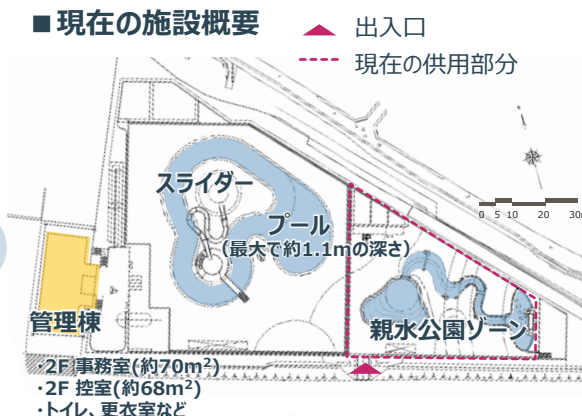 ■現在の施設概要
出入口
現在の供用部分
0 5 10 20 30m
スライダー
プール
(最大で約1.1mの深さ)
管理棟
親水公園ゾーン
・2F 事務室(約70m²)
・2F 控室(約68m²)
・トイレ、更衣室など